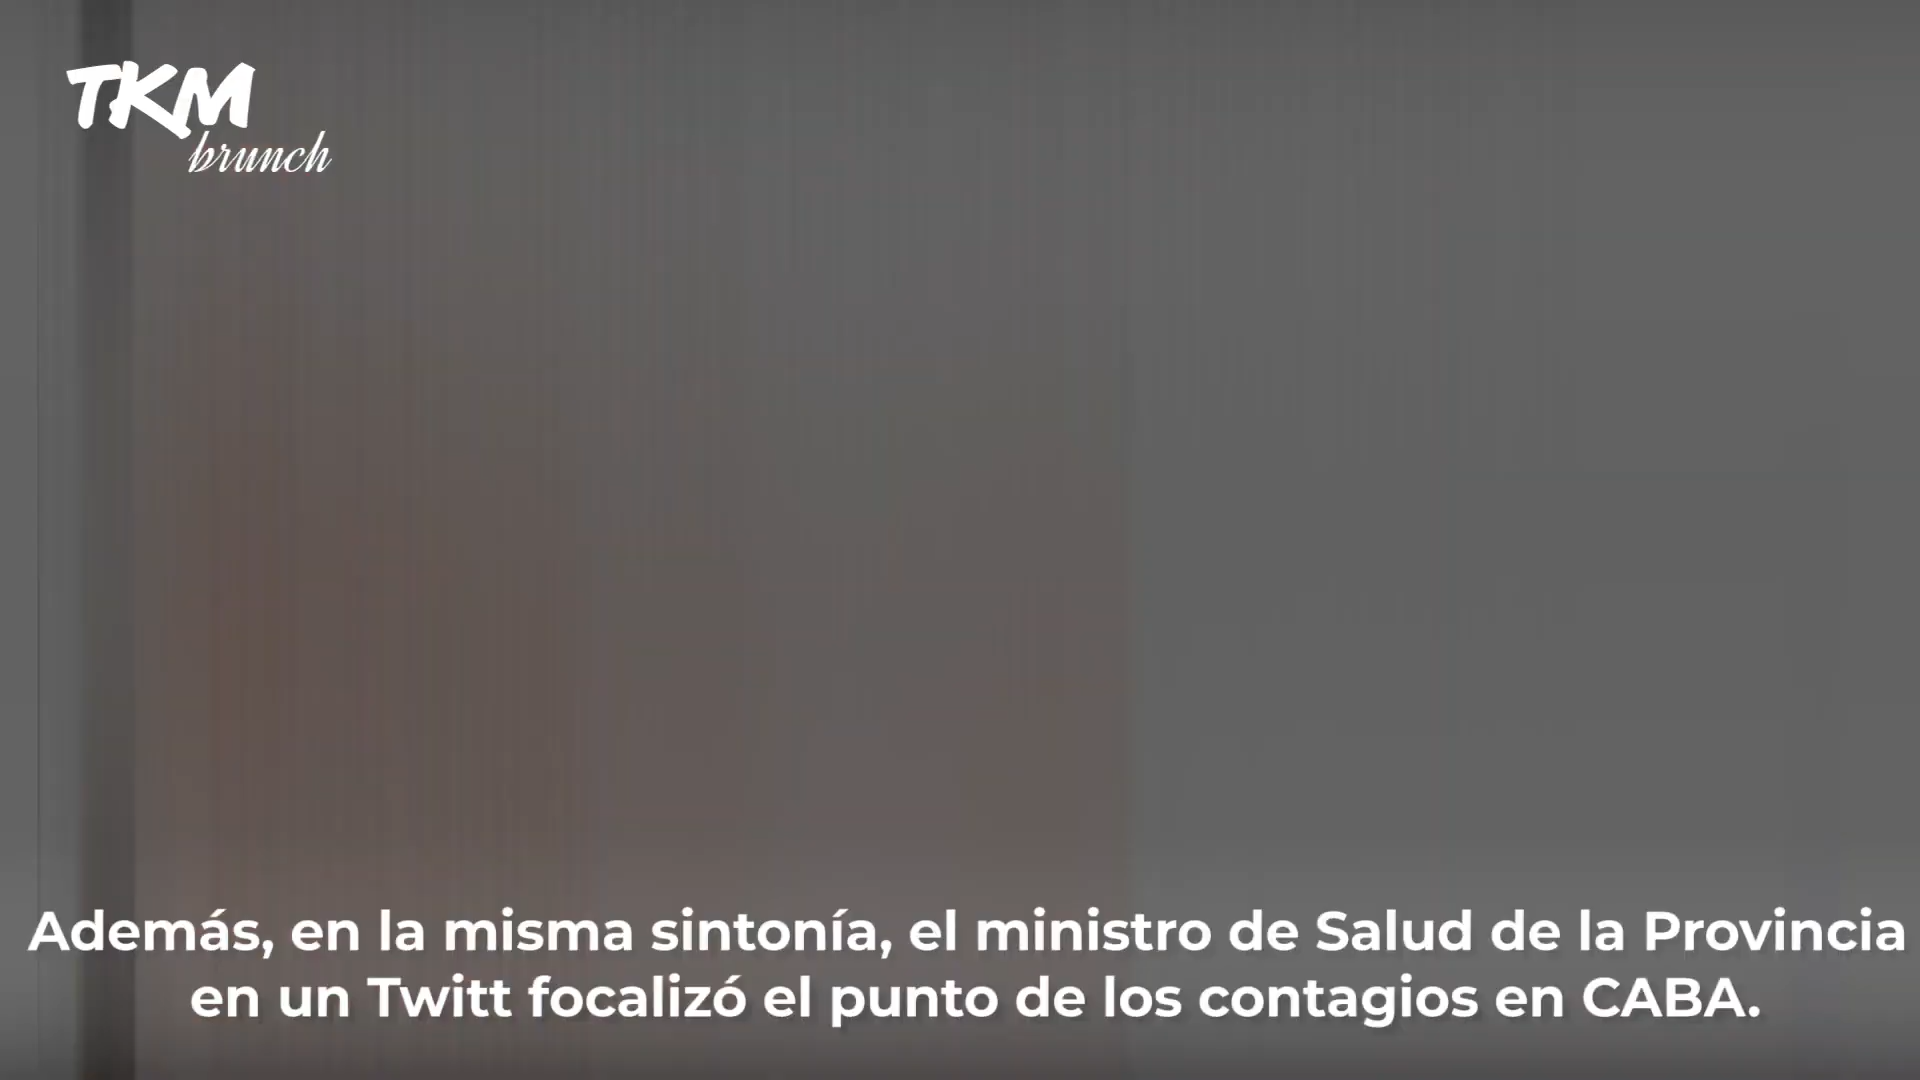 TKM
brunch
Además, en la misma sintonía, el ministro de Salud de la Provincia
en un Twitt focalizó el punto de los contagios en CABA.